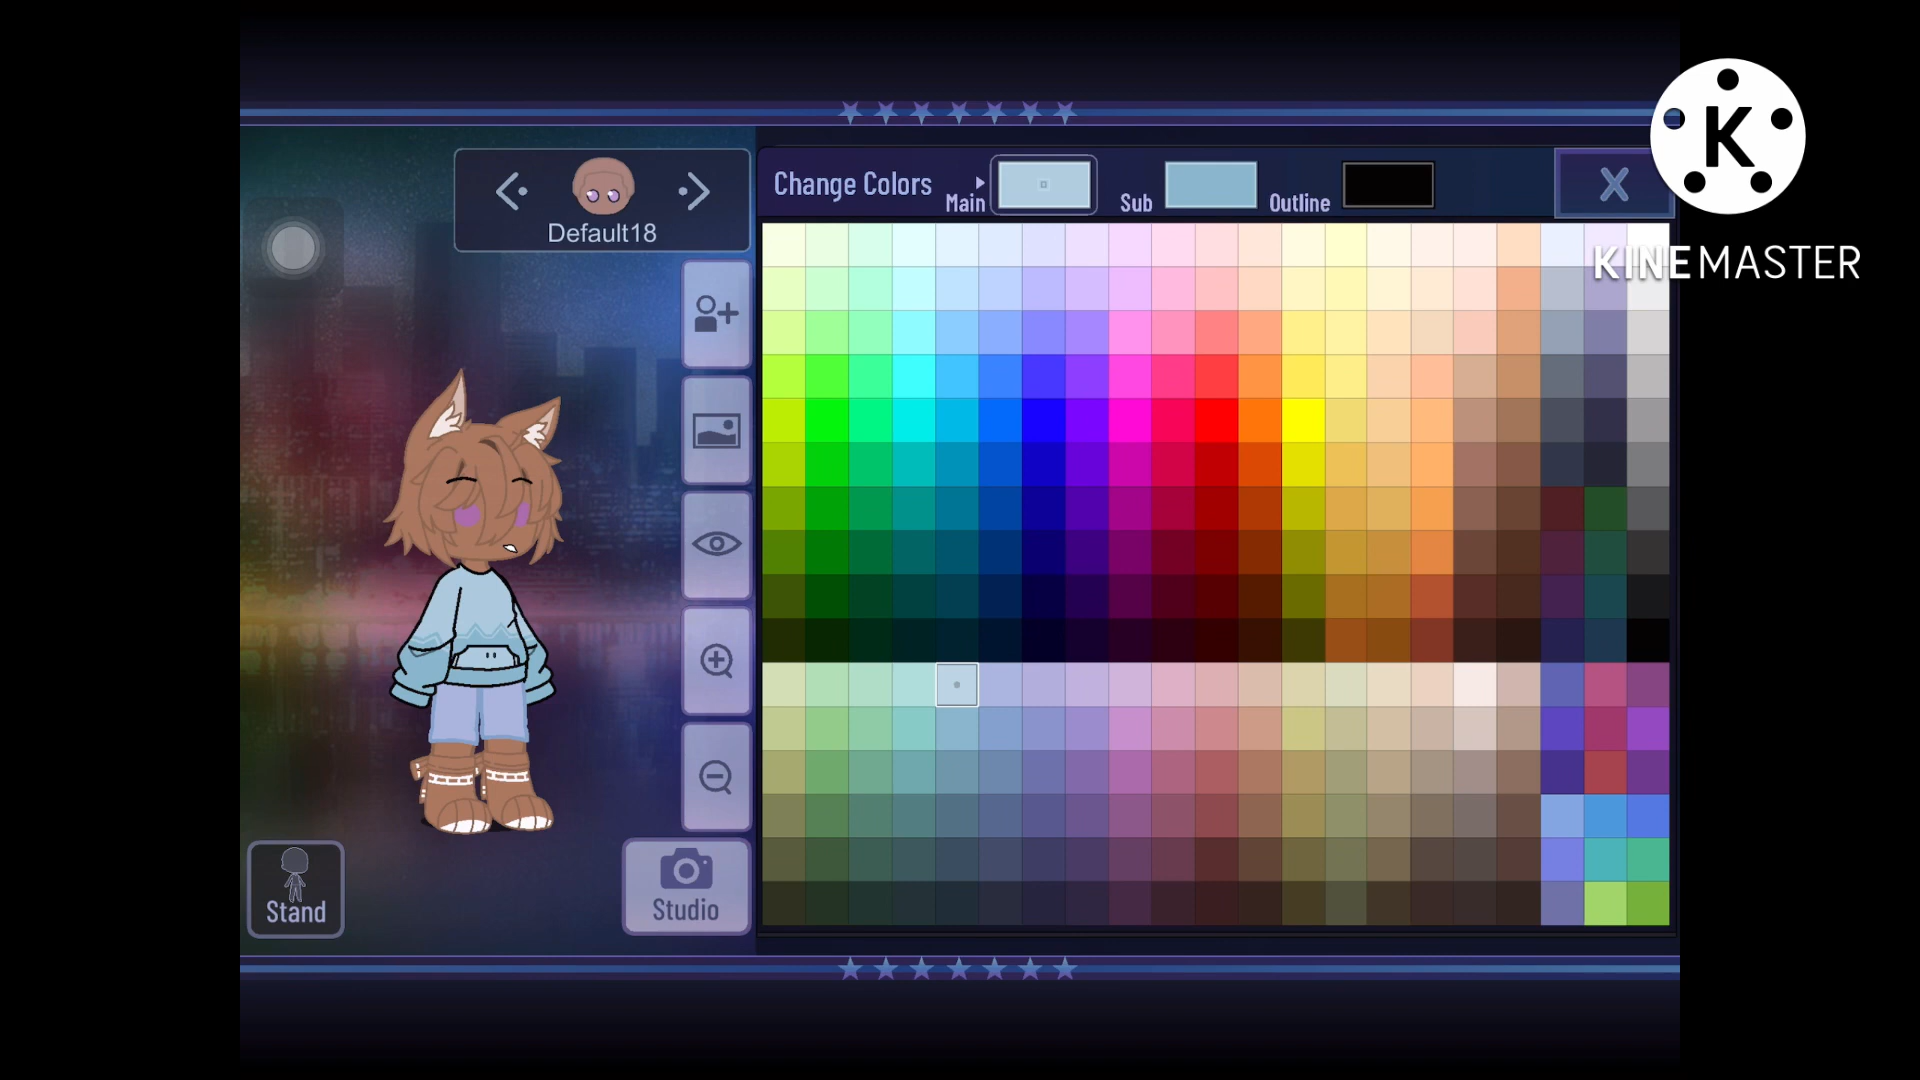 Default18
Change Colors
Main
Sub
Outline
X
K
KINEMASTER
Stand
Studio